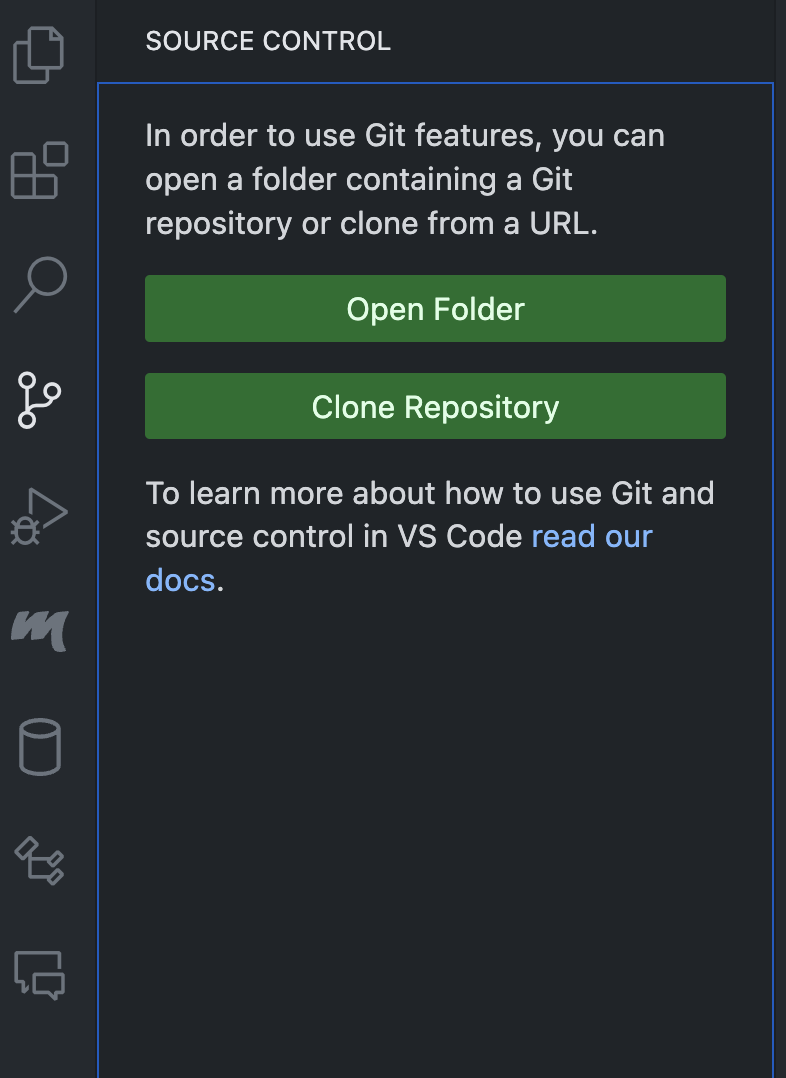 SOURCE CONTROL
In order to use Git features, you can
open a folder containing a Git
repository or clone from a URL.
Open Folder
Clone Repository
To learn more about how to use Git and
source control in VS Code read our
docs.